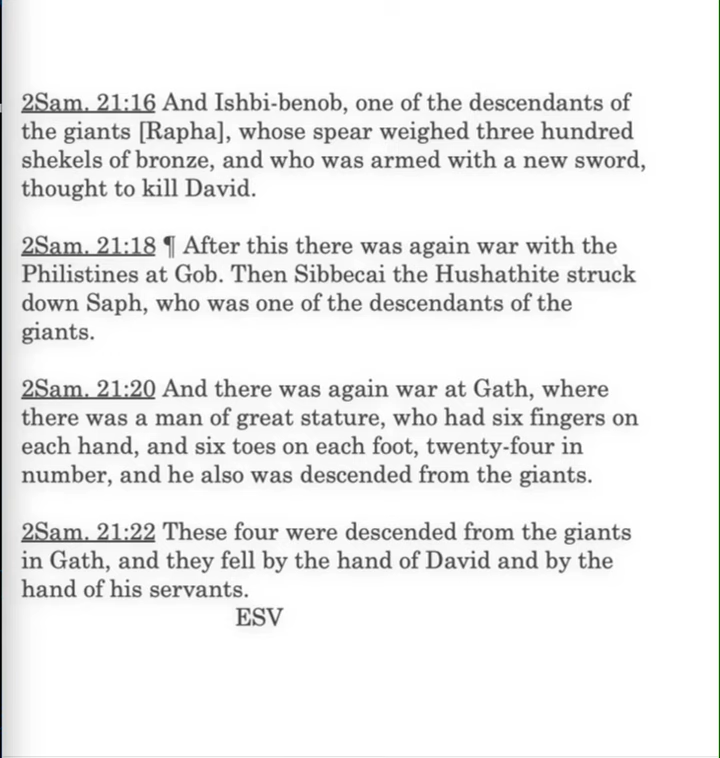 2Sam. 21:16 And Ishbi-benob, one of the descendants of
the giants [Rapha], whose spear weighed three hundred
shekels of bronze, and who was armed with a new sword,
thought to kill David.
2Sam. 21:18 ¶ After this there was again war with the
Philistines at Gob. Then Sibbecai the Hushathite struck
down Saph, who was one of the descendants of the
giants.
2Sam. 21:20 And there was again war at Gath, where
there was a man of great stature, who had six fingers on
each hand, and six toes on each foot, twenty-four in
number, and he also was descended from the giants.
2Sam. 21:22 These four were descended from the giants
in Gath, and they fell by the hand of David and by the
hand of his servants.
ESV